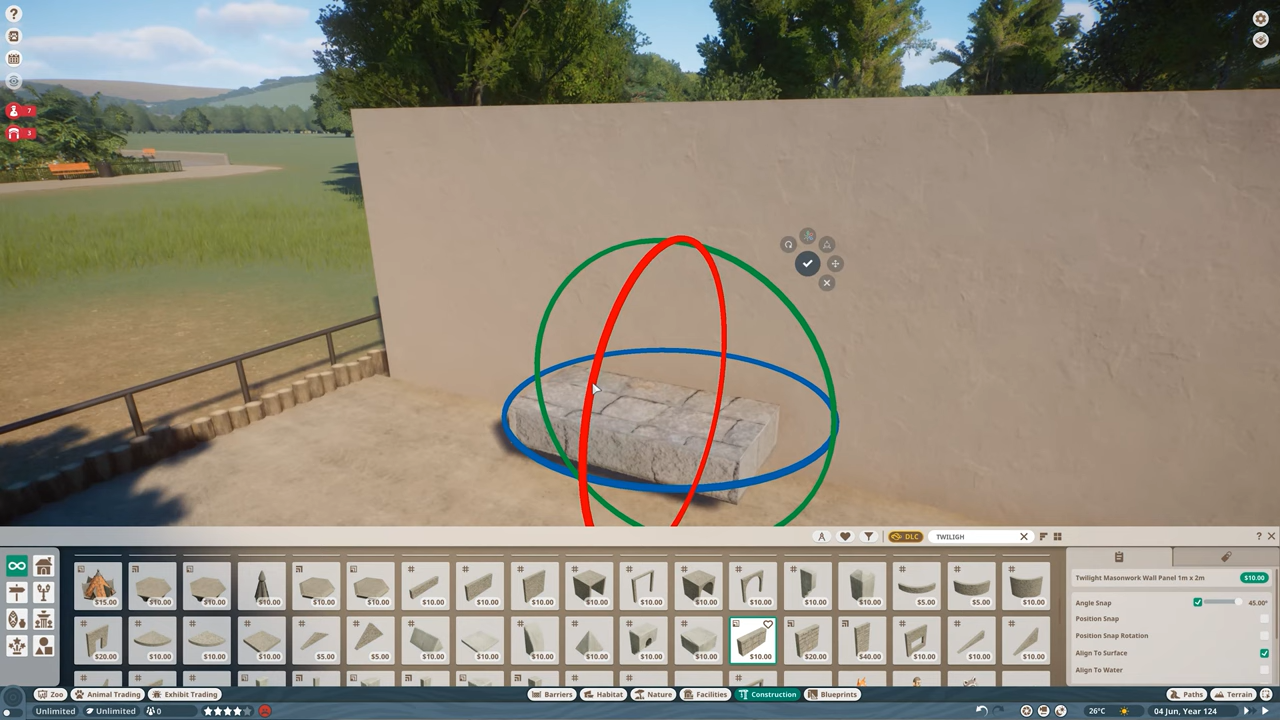 7
3
DLC
TWILIGH
$15.00 $10.00 $10.00 $10.00 $10.00 $10.00 $10.00 $10.00 $10.00 $10.00 $10.00 $10.00 $10.00 $10.00 $10.00 $5.00 $5.00 $10.00
$20.00 $10.00 $10.00 $10.00 $5.00 $5.00 $10.00 $10.00 $10.00 $10.00 $10.00 $10.00 $10.00 $20.00 $40.00 $10.00 $10.00 $10.00
Twilight Masonwork Wall Panel 1m x 2m $10.00
Angle Snap 45.00°
Position Snap
Position Snap Rotation
Align To Surface
Align To Water
Zoo Animal Trading Exhibit Trading Barriers Habitat Nature Facilities Construction Blueprints Paths Terrain
Unlimited Unlimited 0 26°C 04 Jun, Year 124